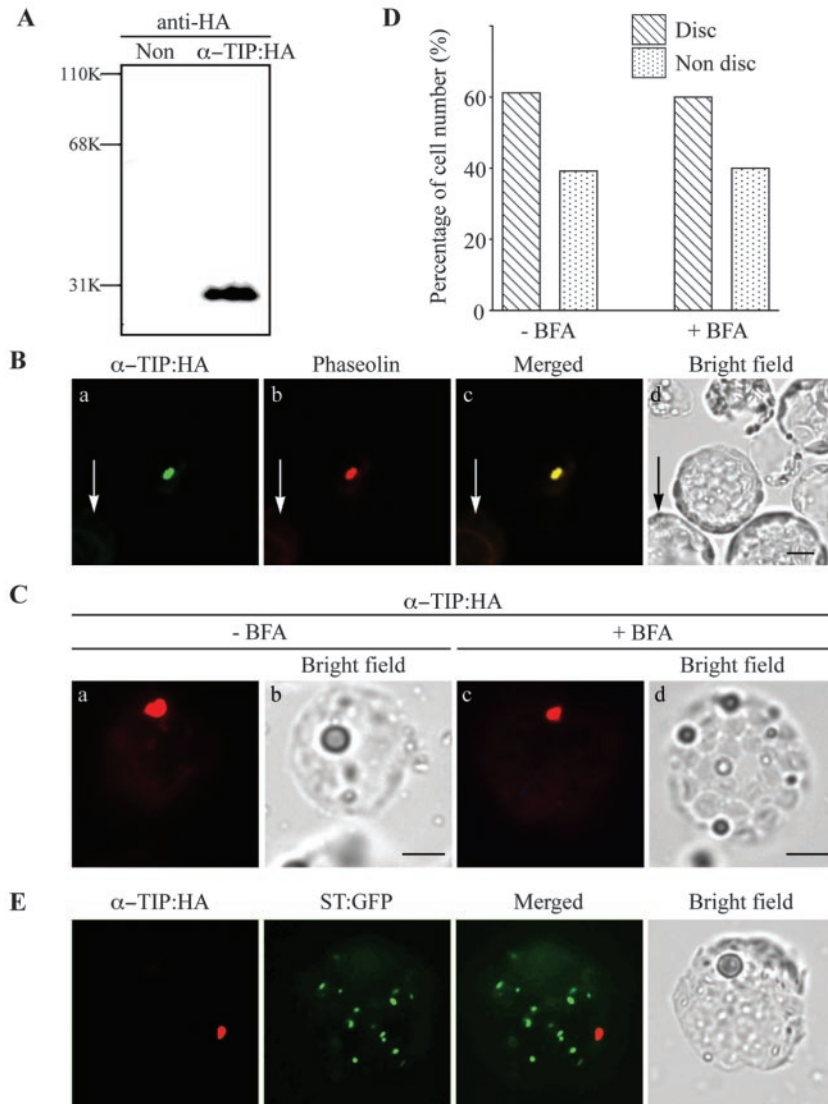 A
anti-HA
Non α–TIP:HA
110K
68K
31K
D
Percentage of cell number (%)
60
40
20
0
Disc
Non disc
- BFA
+ BFA
B
α–TIP:HA
Phaseolin
Merged
Bright field
a
b
c
d
C
α–TIP:HA
- BFA
+ BFA
Bright field
Bright field
a
b
c
d
E
α–TIP:HA
ST:GFP
Merged
Bright field